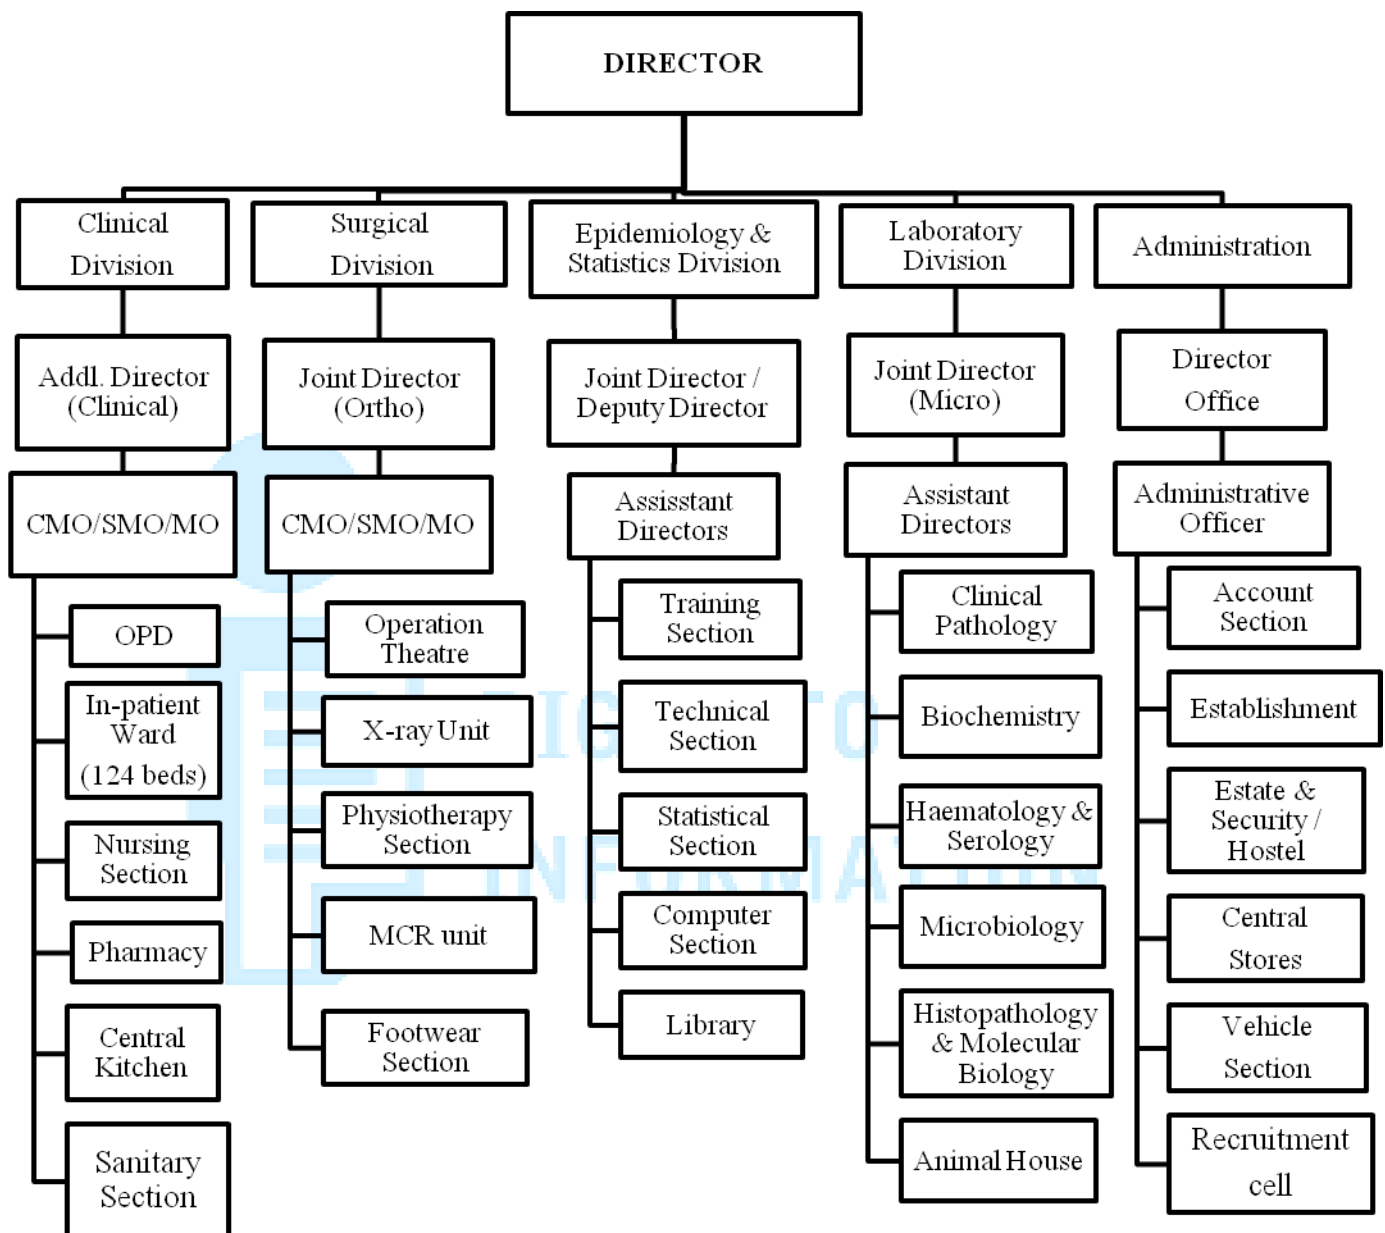 DIRECTOR
Clinical
Division
Surgical
Division
Epidemiology &
Statistics Division
Laboratory
Division
Administration
Addl. Director
(Clinical)
Joint Director
(Ortho)
Joint Director /
Deputy Director
Joint Director
(Micro)
Director
Office
CMO/SMO/MO
CMO/SMO/MO
Assisstant
Directors
Assistant
Directors
Administrative
Officer
OPD
In-patient
Ward
(124 beds)
Nursing
Section
Pharmacy
Central
Kitchen
Sanitary
Section
Operation
Theatre
X-ray Unit
Physiotherapy
Section
MCR unit
Footwear
Section
Training
Section
Technical
Section
Statistical
Section
Computer
Section
Library
Clinical
Pathology
Biochemistry
Haematology &
Serology
Microbiology
Histopathology
& Molecular
Biology
Animal House
Account
Section
Establishment
Estate &
Security /
Hostel
Central
Stores
Vehicle
Section
Recruitment
cell
INFORMATION